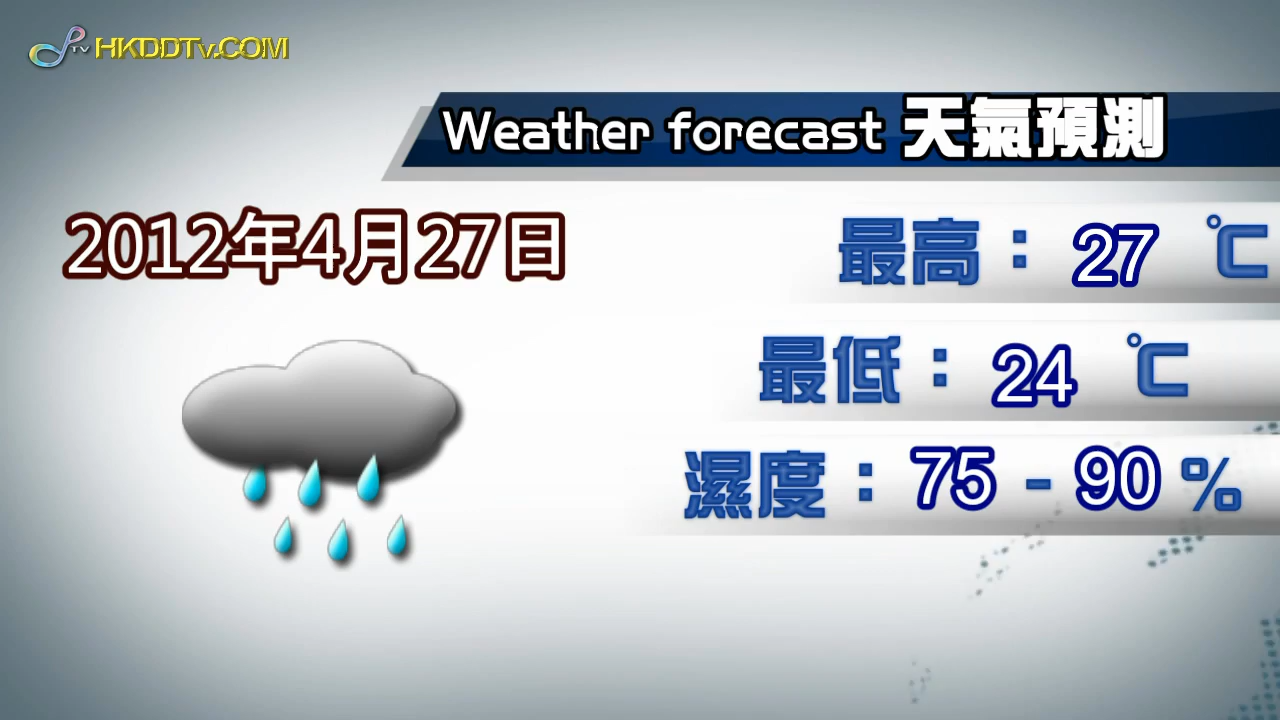 TV HKDDTv.COM
Weather forecast 天氣預測
2012年4月27日
最高：27 ℃
最低：24 ℃
濕度：75 - 90 %